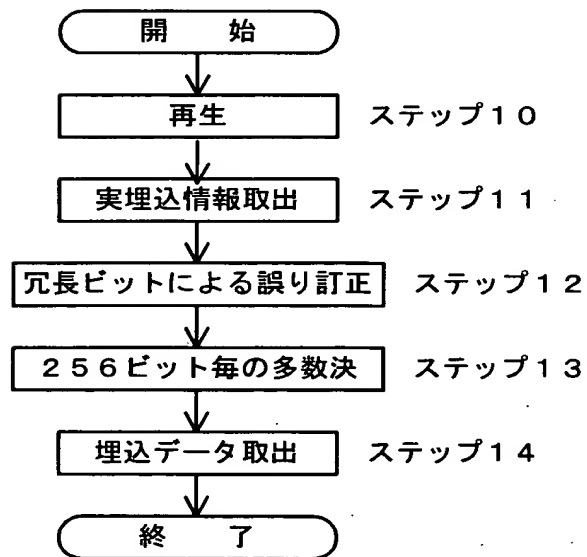 開　始
再生　ステップ１０
実埋込情報取出　ステップ１１
冗長ビットによる誤り訂正　ステップ１２
２５６ビット毎の多数決　ステップ１３
埋込データ取出　ステップ１４
終　了